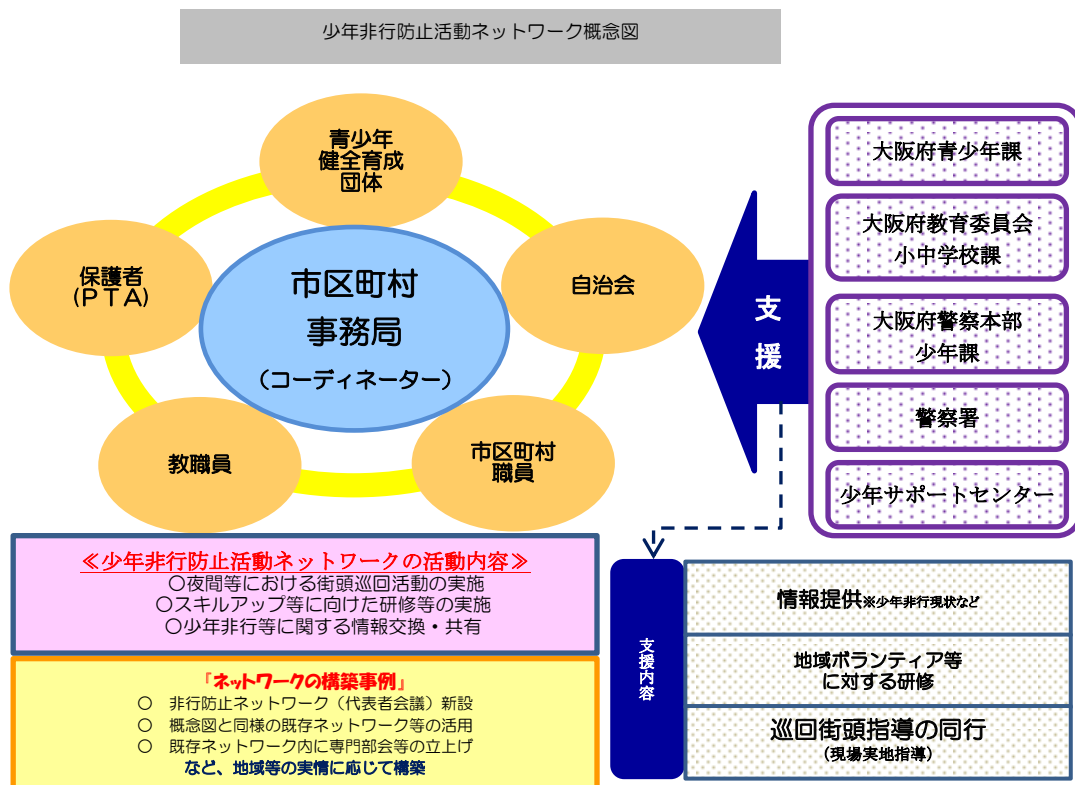 少年非行防止活動ネットワーク概念図
青少年
健全育成
団体
保護者
(ＰＴＡ)
自治会
市区町村
事務局
（コーディネーター）
教職員
市区町村
職員
支
援
大阪府青少年課
大阪府教育委員会
小中学校課
大阪府警察本部
少年課
警察署
少年サポートセンター
≪少年非行防止活動ネットワークの活動内容≫
〇夜間等における街頭巡回活動の実施
〇スキルアップ等に向けた研修等の実施
〇少年非行等に関する情報交換・共有
『ネットワークの構築事例』
〇　非行防止ネットワーク（代表者会議）新設
〇　概念図と同様の既存ネットワーク等の活用
〇　既存ネットワーク内に専門部会等の立上げ
など、地域等の実情に応じて構築
支援内容
情報提供※少年非行現状など
地域ボランティア等
に対する研修
巡回街頭指導の同行
(現場実地指導)